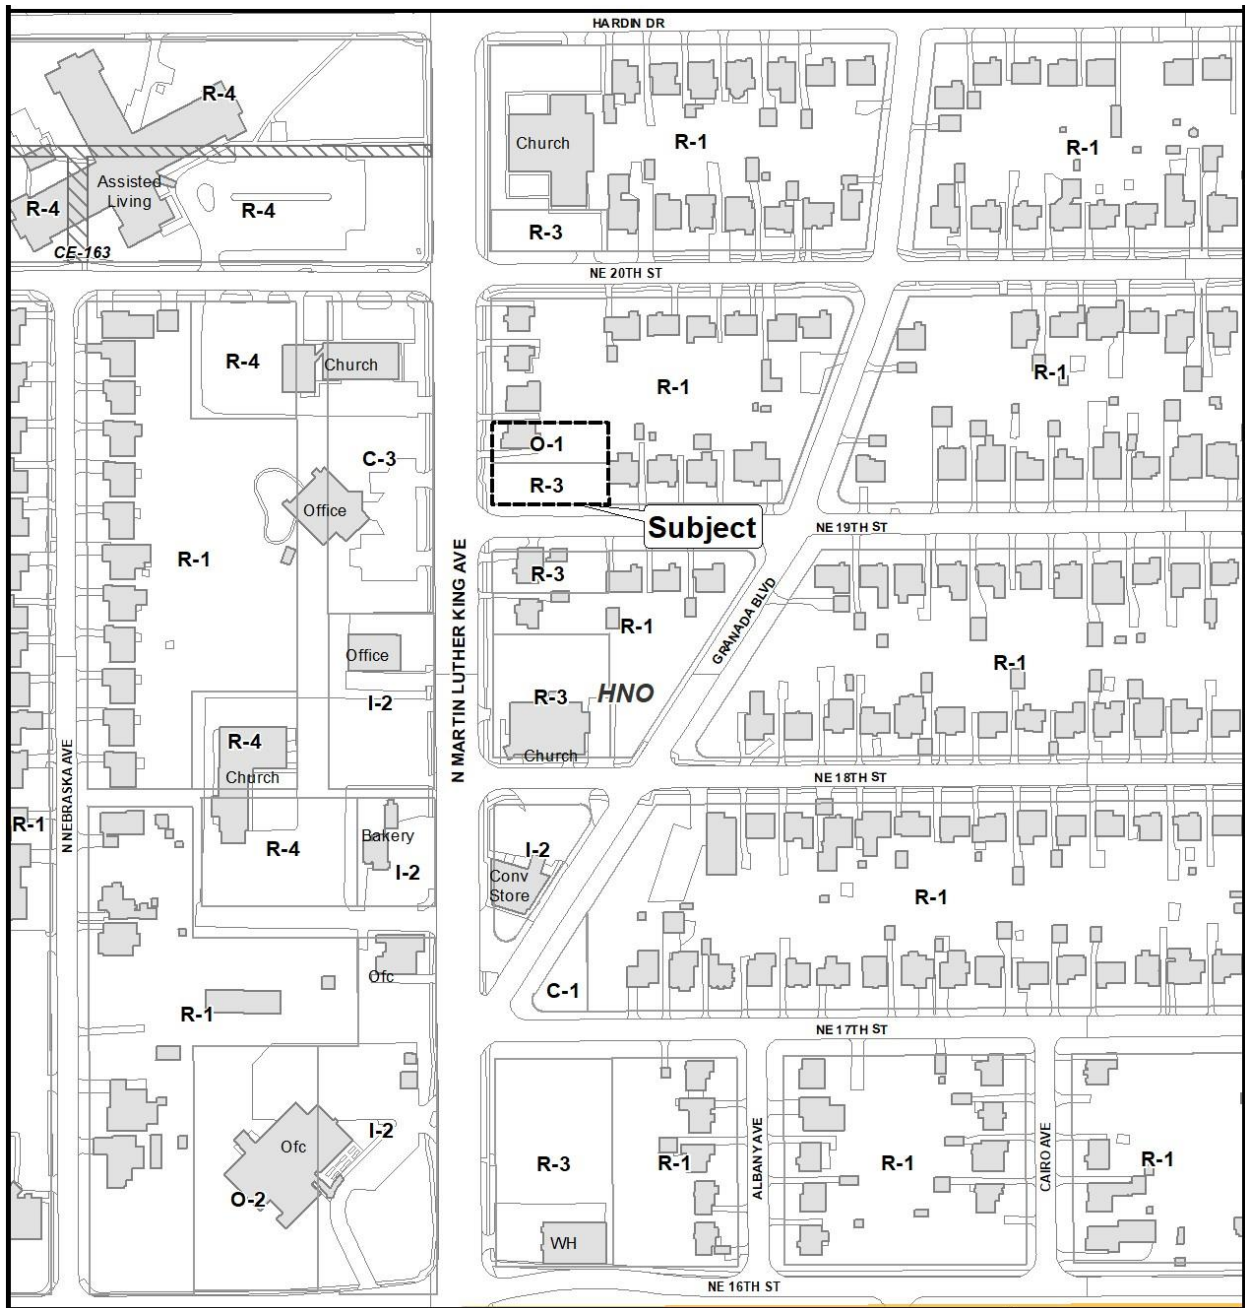 HARDIN DR
R-4
Church
R-1
R-1
Assisted
Living
R-4
R-4
R-3
CE-163
NE 20TH ST
R-4
Church
R-1
R-1
O-1
C-3
R-3
Office
Subject
NE 19TH ST
R-1
R-3
N MARTIN LUTHER KING AVE
GRANADA BLVD
R-1
Office
R-1
R-3
HNO
I-2
R-4
Church
Church
N NEBRASKA AVE
NE 18TH ST
R-1
Bakery
R-4
I-2
I-2
Conv
Store
R-1
Ofc
C-1
R-1
NE 17TH ST
I-2
Ofc
R-3
R-1
ALBANY AVE
R-1
CAIRO AVE
R-1
O-2
WH
NE 16TH ST